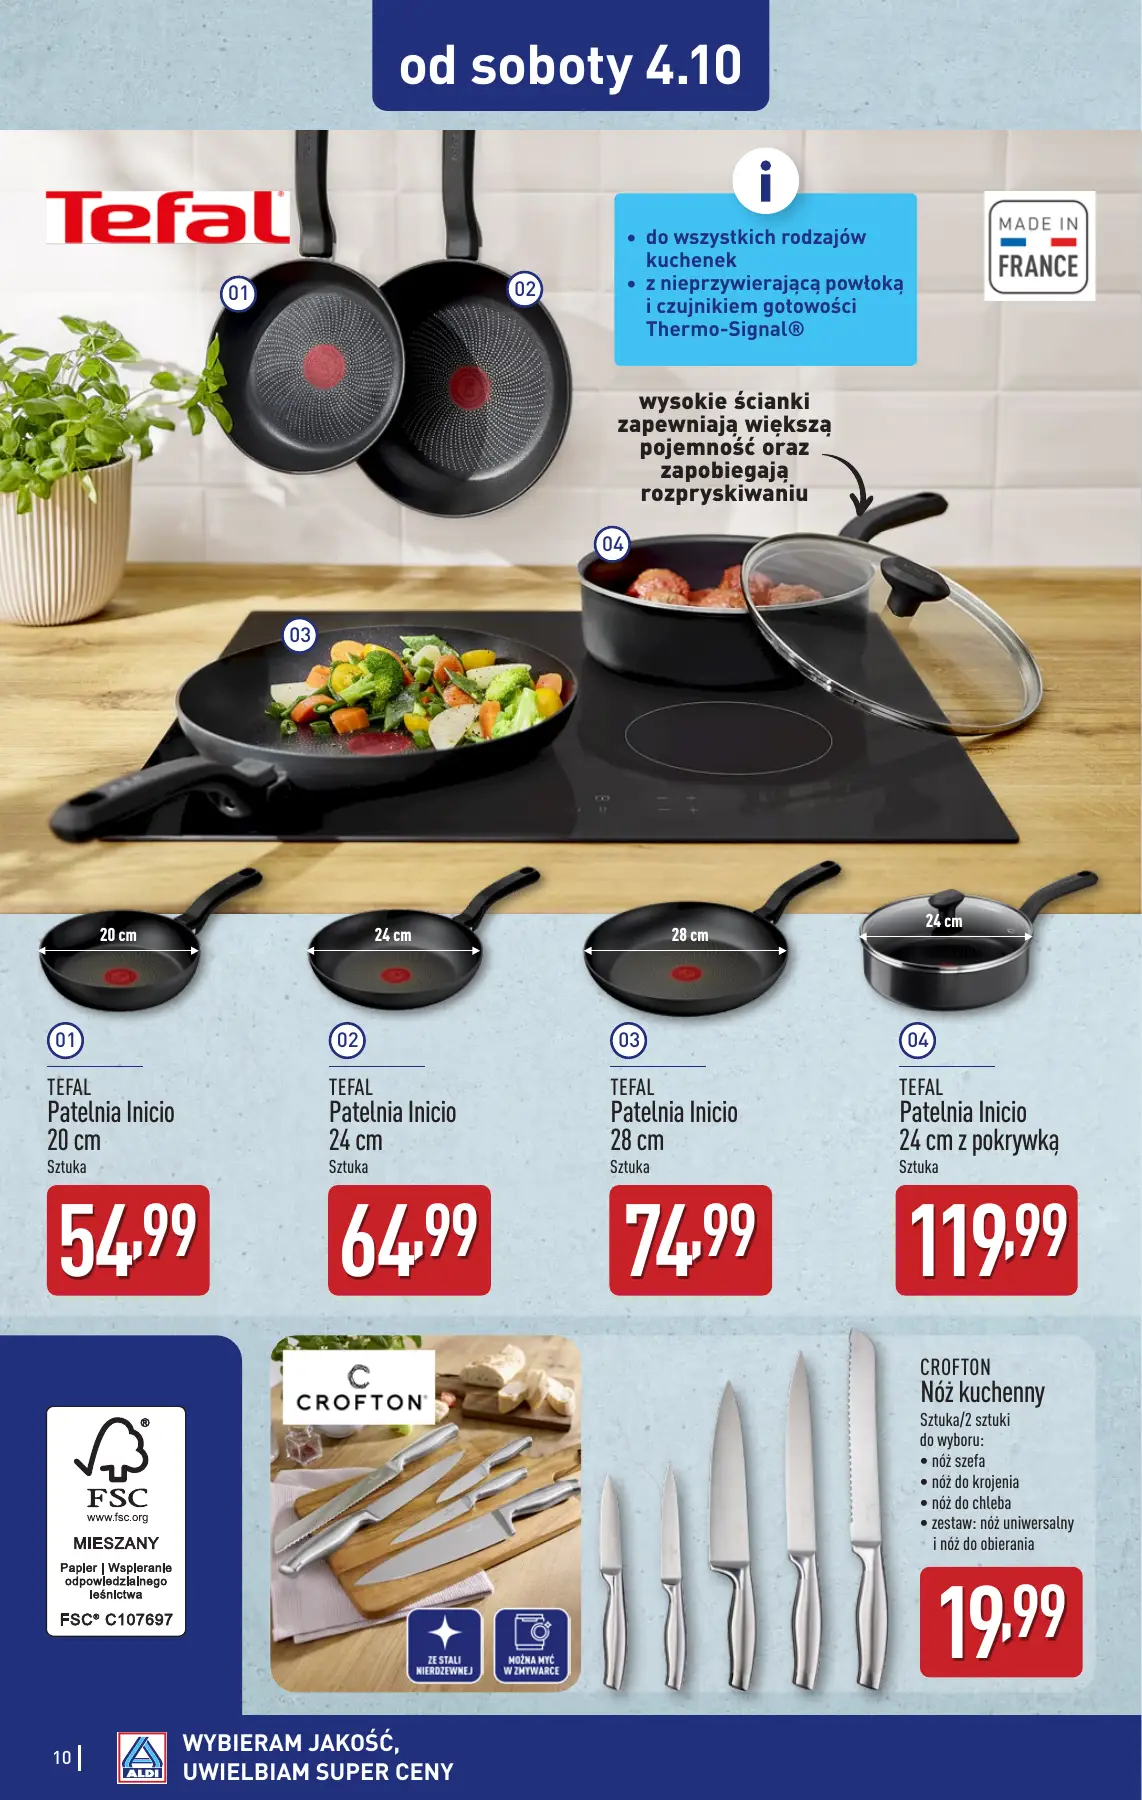 od soboty 4.10
Tefal®
01
02
i
• do wszystkich rodzajów
kuchenek
• z nieprzywierającą powłoką
i czujnikiem gotowości
Thermo-Signal®
MADE IN
FRANCE
wysokie ścianki
zapewniają większą
pojemność oraz
zapobiegają
rozpryskiwaniu
04
03
20 cm
24 cm
28 cm
24 cm
01
TEFAL
Patelnia Inicio
20 cm
Sztuka
54,99
02
TEFAL
Patelnia Inicio
24 cm
Sztuka
64,99
03
TEFAL
Patelnia Inicio
28 cm
Sztuka
74,99
04
TEFAL
Patelnia Inicio
24 cm z pokrywką
Sztuka
119,99
FSC®
www.fsc.org
MIESZANY
Papier | Wspieranie
odpowiedzialnego
leśnictwa
FSC® C107697
CROFTON®
ZE STALI
NIERDZEWNEJ
MOŻNA MYĆ
W ZMYWARCE
CROFTON
Nóż kuchenny
Sztuka/2 sztuki
do wyboru:
• nóż szefa
• nóż do krojenia
• nóż do chleba
• zestaw: nóż uniwersalny
i nóż do obierania
19,99
10
ALDI
WYBIERAM JAKOŚĆ,
UWIELBIAM SUPER CENY